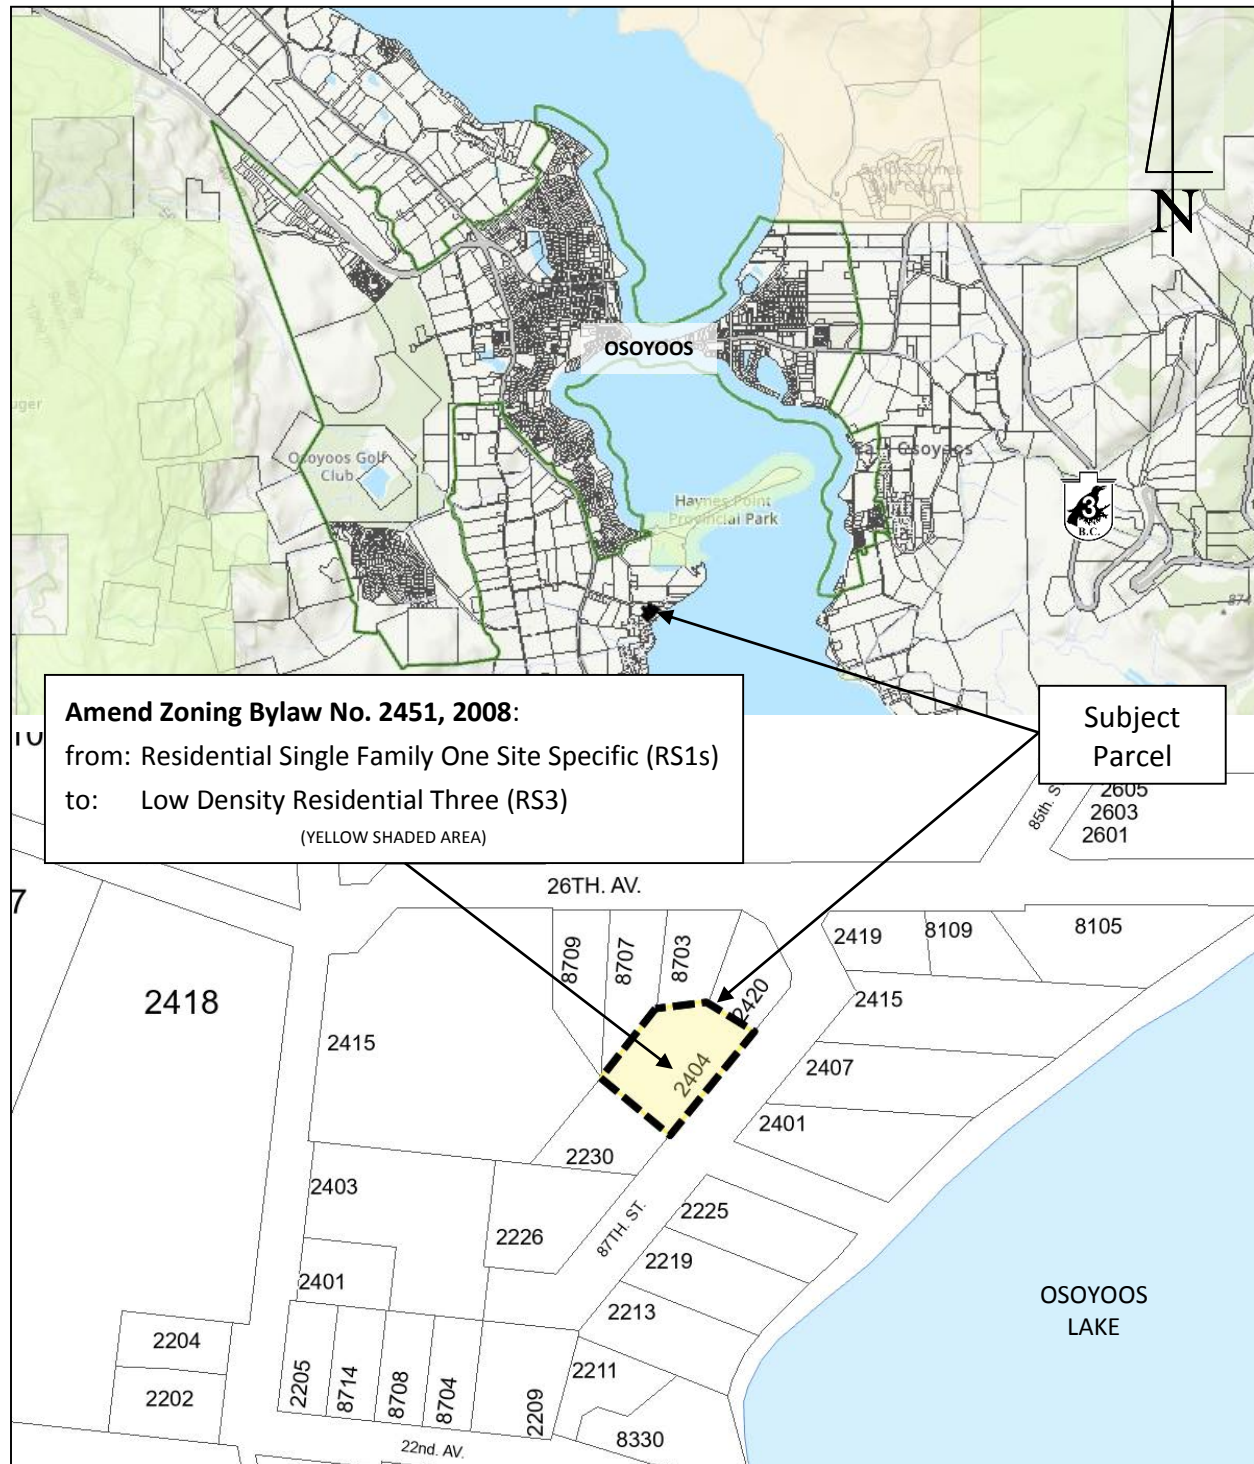 N
OSOYOOS
Osoyoos Golf
Club
East Osoyoos
Haynes Point
Provincial Park
3
B.C.
874
Amend Zoning Bylaw No. 2451, 2008:
from: Residential Single Family One Site Specific (RS1s)
to: Low Density Residential Three (RS3)
(YELLOW SHADED AREA)
Subject
Parcel
10
85th. S
2605
2603
2601
26TH. AV.
7
2418
2415
8709
8707
8703
2420
2419
8109
8105
2415
2404
2407
2401
2230
2403
2226
87TH. ST.
2225
2219
2401
2213
2204
2202
2205
8714
8708
8704
2209
2211
8330
22nd. AV.
OSOYOOS
LAKE